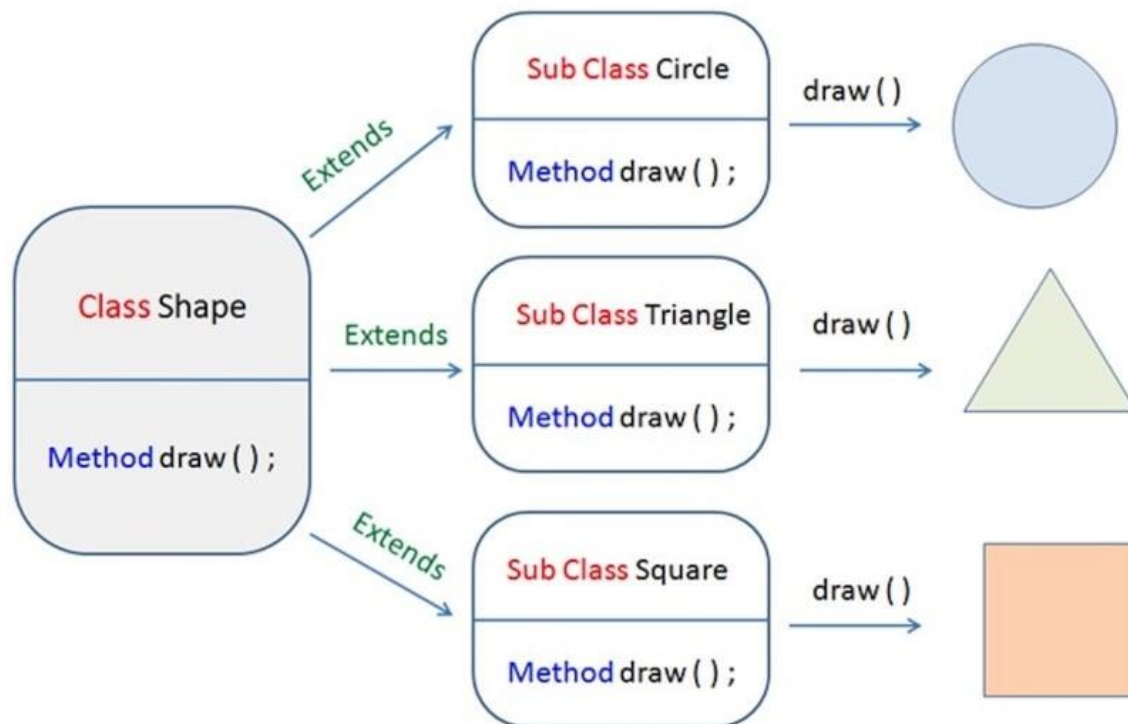 Class Shape
Method draw ( ) ;
Extends
Sub Class Circle
Method draw ( ) ;
draw ( )
Extends
Sub Class Triangle
Method draw ( ) ;
draw ( )
Extends
Sub Class Square
Method draw ( ) ;
draw ( )